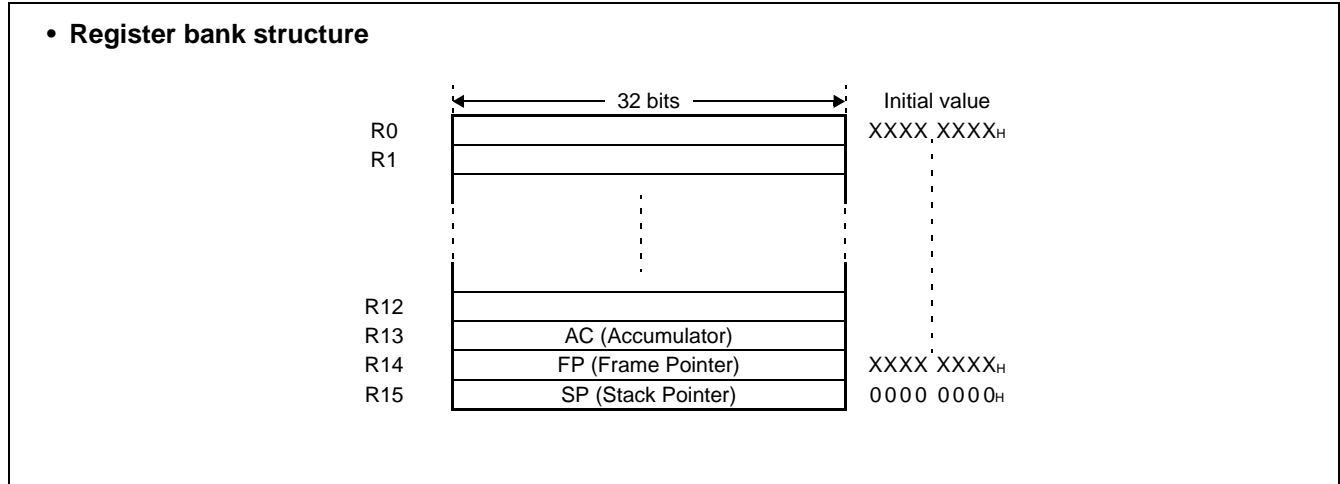 • Register bank structure
32 bits Initial value
R0 XXXX XXXXH
R1
R12
R13 AC (Accumulator)
R14 FP (Frame Pointer) XXXX XXXXH
R15 SP (Stack Pointer) 0000 0000H